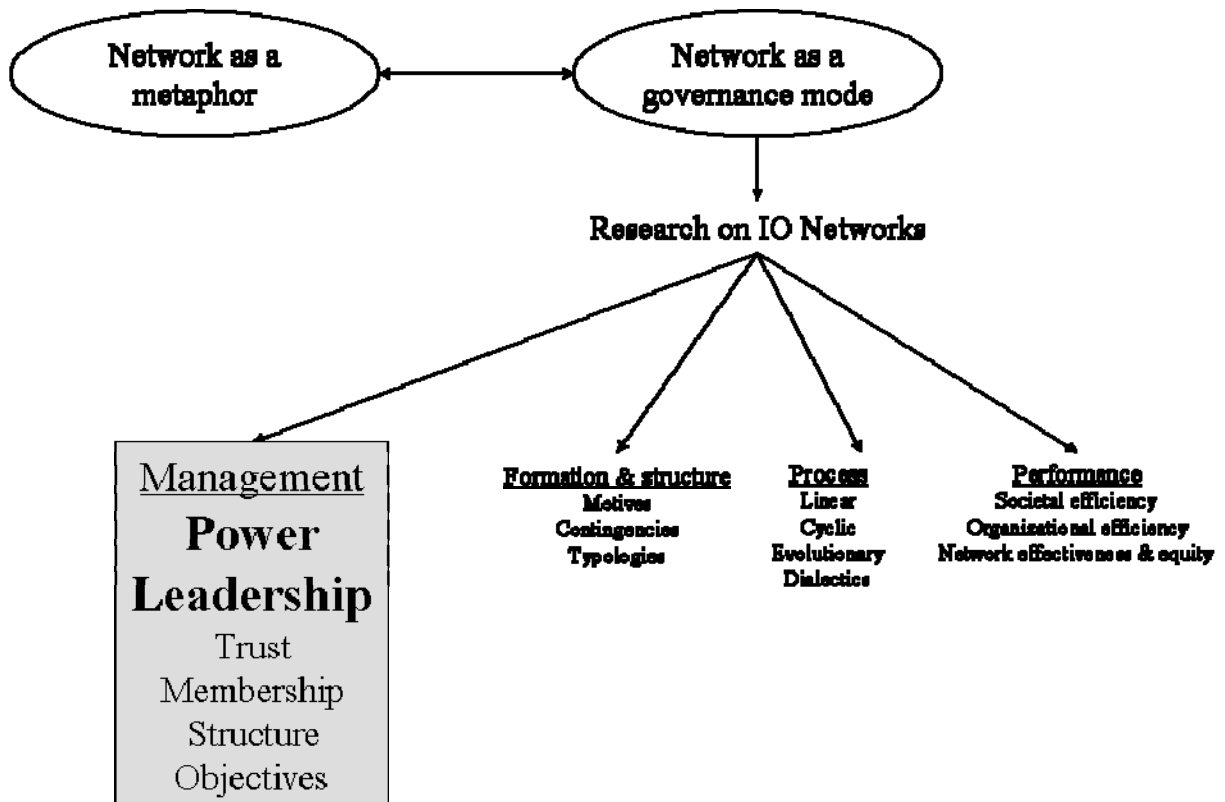 Network as a
metaphor
Network as a
governance mode
Research on IO Networks
Management
Power
Leadership
Trust
Membership
Structure
Objectives
Formation & structure
Motives
Contingencies
Typologies
Process
Linear
Cyclic
Evolutionary
Dialectics
Performance
Societal efficiency
Organizational efficiency
Network effectiveness & equity